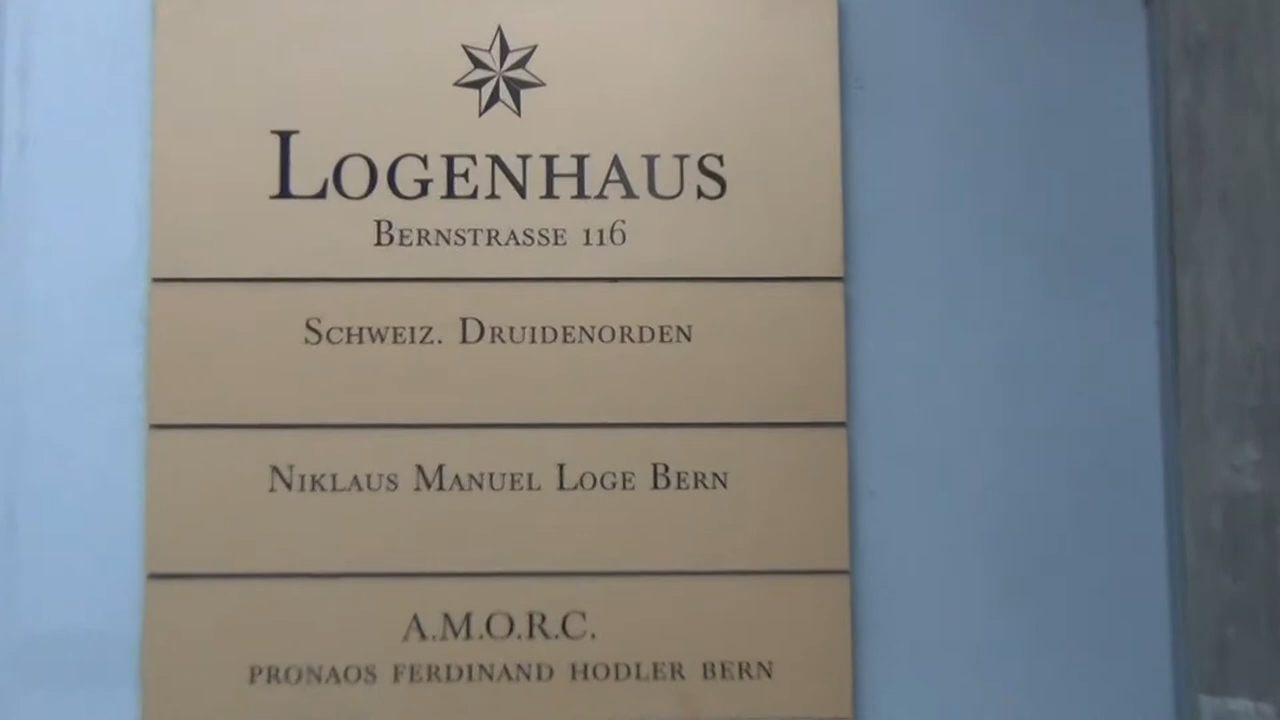 LOGENHAUS
BERNSTRASSE 116
SCHWEIZ. DRUIDENORDEN
NIKLAUS MANUEL LOGE BERN
A.M.O.R.C.
PRONAOS FERDINAND HODLER BERN